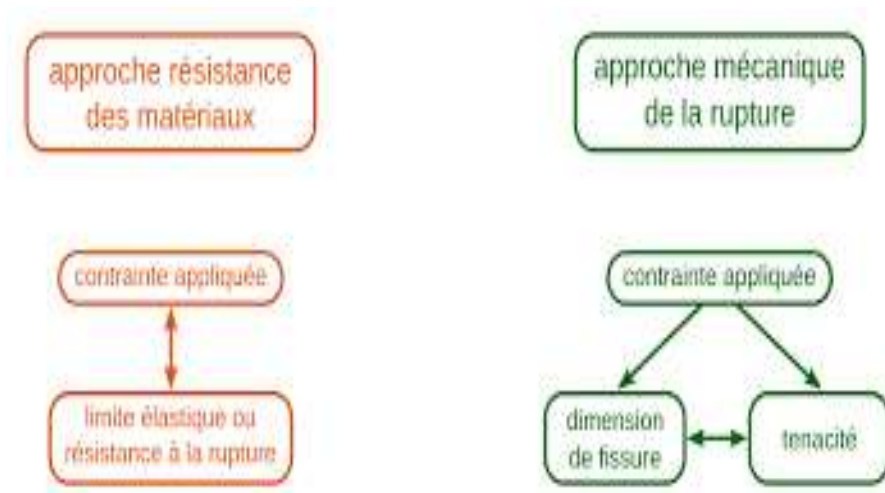 approche résistance
des matériaux
approche mécanique
de la rupture
contrainte appliquée
contrainte appliquée
limite élastique ou
résistance à la rupture
dimension
de fissure
tenacité